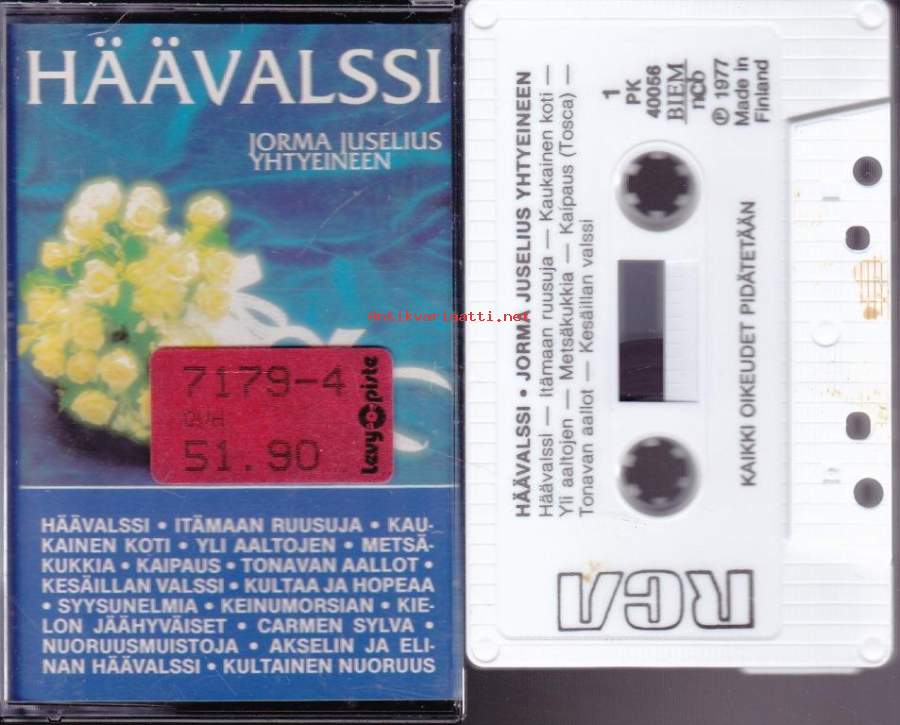 HÄÄVALSSI
JORMA JUSELIUS
YHTYEINEEN
7179-4
51.90
Levypiste
HÄÄVALSSI • ITÄMAAN RUUSUJA • KAU-
KAINEN KOTI • YLI AALTOJEN • METSÄ-
KUKKIA • KAIPAUS • TONAVAN AALLOT •
KESÄILLAN VALSSI • KULTAA JA HOPEAA
• SYYSUNELMIA • KEINUMORSIAN • KIE-
LON JÄÄHYVÄISET • CARMEN SYLVA •
NUORUUSMUISTOJA • AKSELIN JA ELI-
NAN HÄÄVALSSI • KULTAINEN NUORUUS
Antikvariaatti.net
HÄÄVALSSI • JORMA JUSELIUS YHTYEINEEN
Häävalssi — Itämaan ruusuja — Kaukainen koti —
Yli aaltojen — Metsäkukkia — Kaipaus (Tosca) —
Tonavan aallot — Kesäillan valssi
1
PK
40056
BIEM
ncb
℗ 1977
Made in
Finland
KAIKKI OIKEUDET PIDÄTETÄÄN
RCA